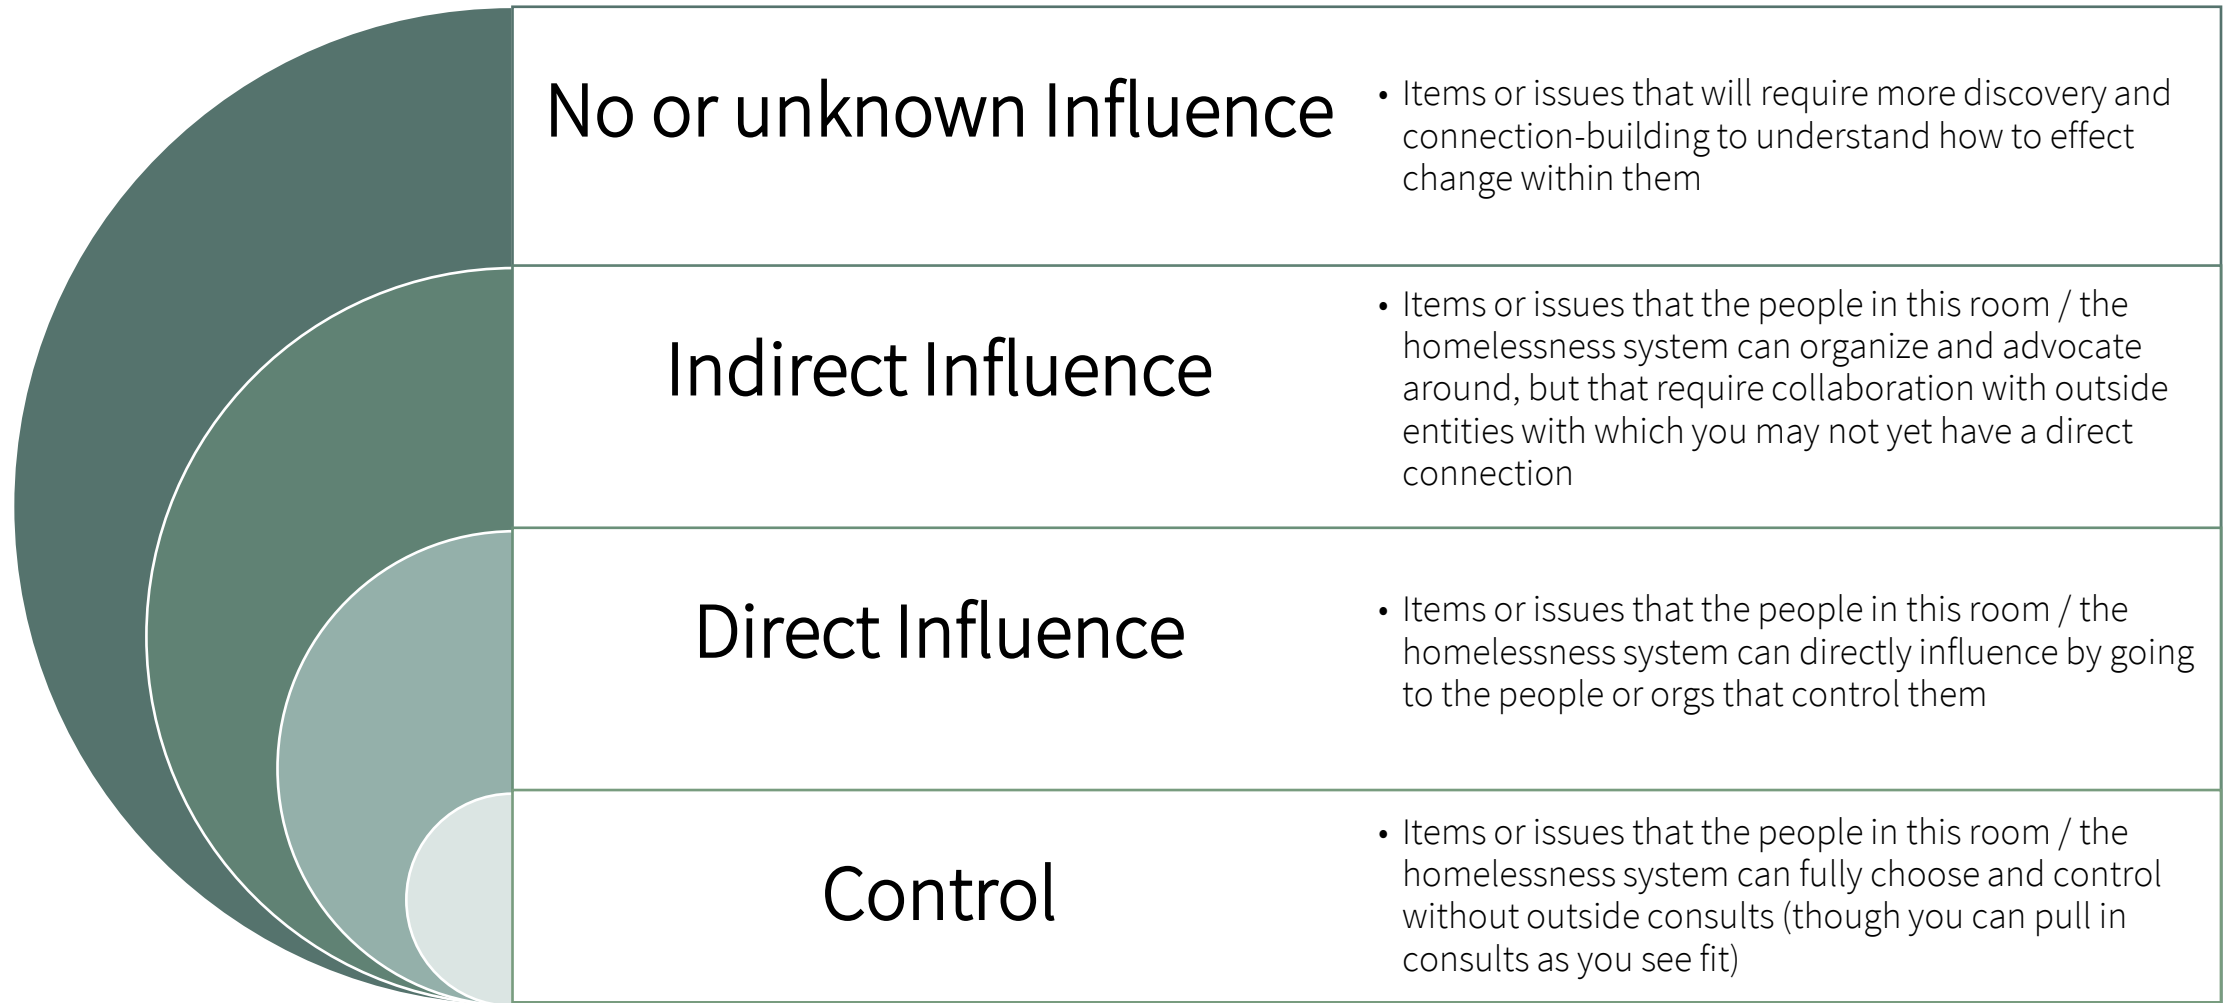 No or unknown Influence
• Items or issues that will require more discovery and
connection-building to understand how to effect
change within them
Indirect Influence
• Items or issues that the people in this room / the
homelessness system can organize and advocate
around, but that require collaboration with outside
entities with which you may not yet have a direct
connection
Direct Influence
• Items or issues that the people in this room / the
homelessness system can directly influence by going
to the people or orgs that control them
Control
• Items or issues that the people in this room / the
homelessness system can fully choose and control
without outside consults (though you can pull in
consults as you see fit)